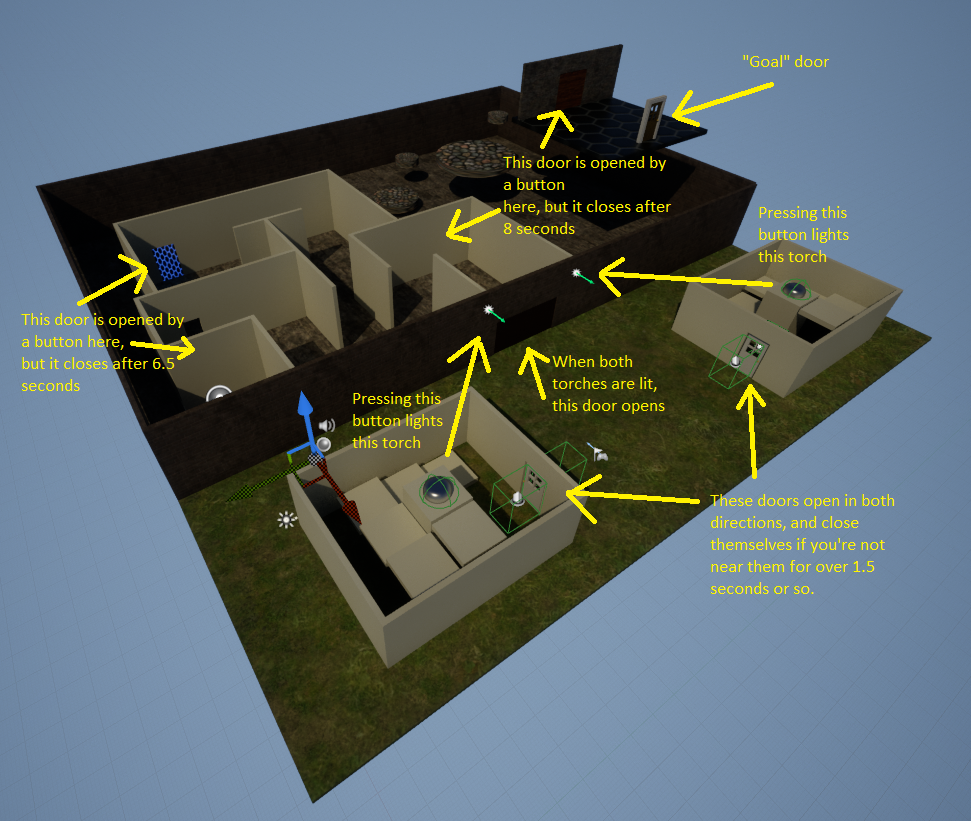 "Goal" door
This door is opened by
a button
here, but it closes after
8 seconds
Pressing this
button lights
this torch
This door is opened by
a button here,
but it closes after 6.5
seconds
When both
torches are lit,
this door opens
Pressing this
button lights
this torch
These doors open in both
directions, and close
themselves if you're not
near them for over 1.5
seconds or so.